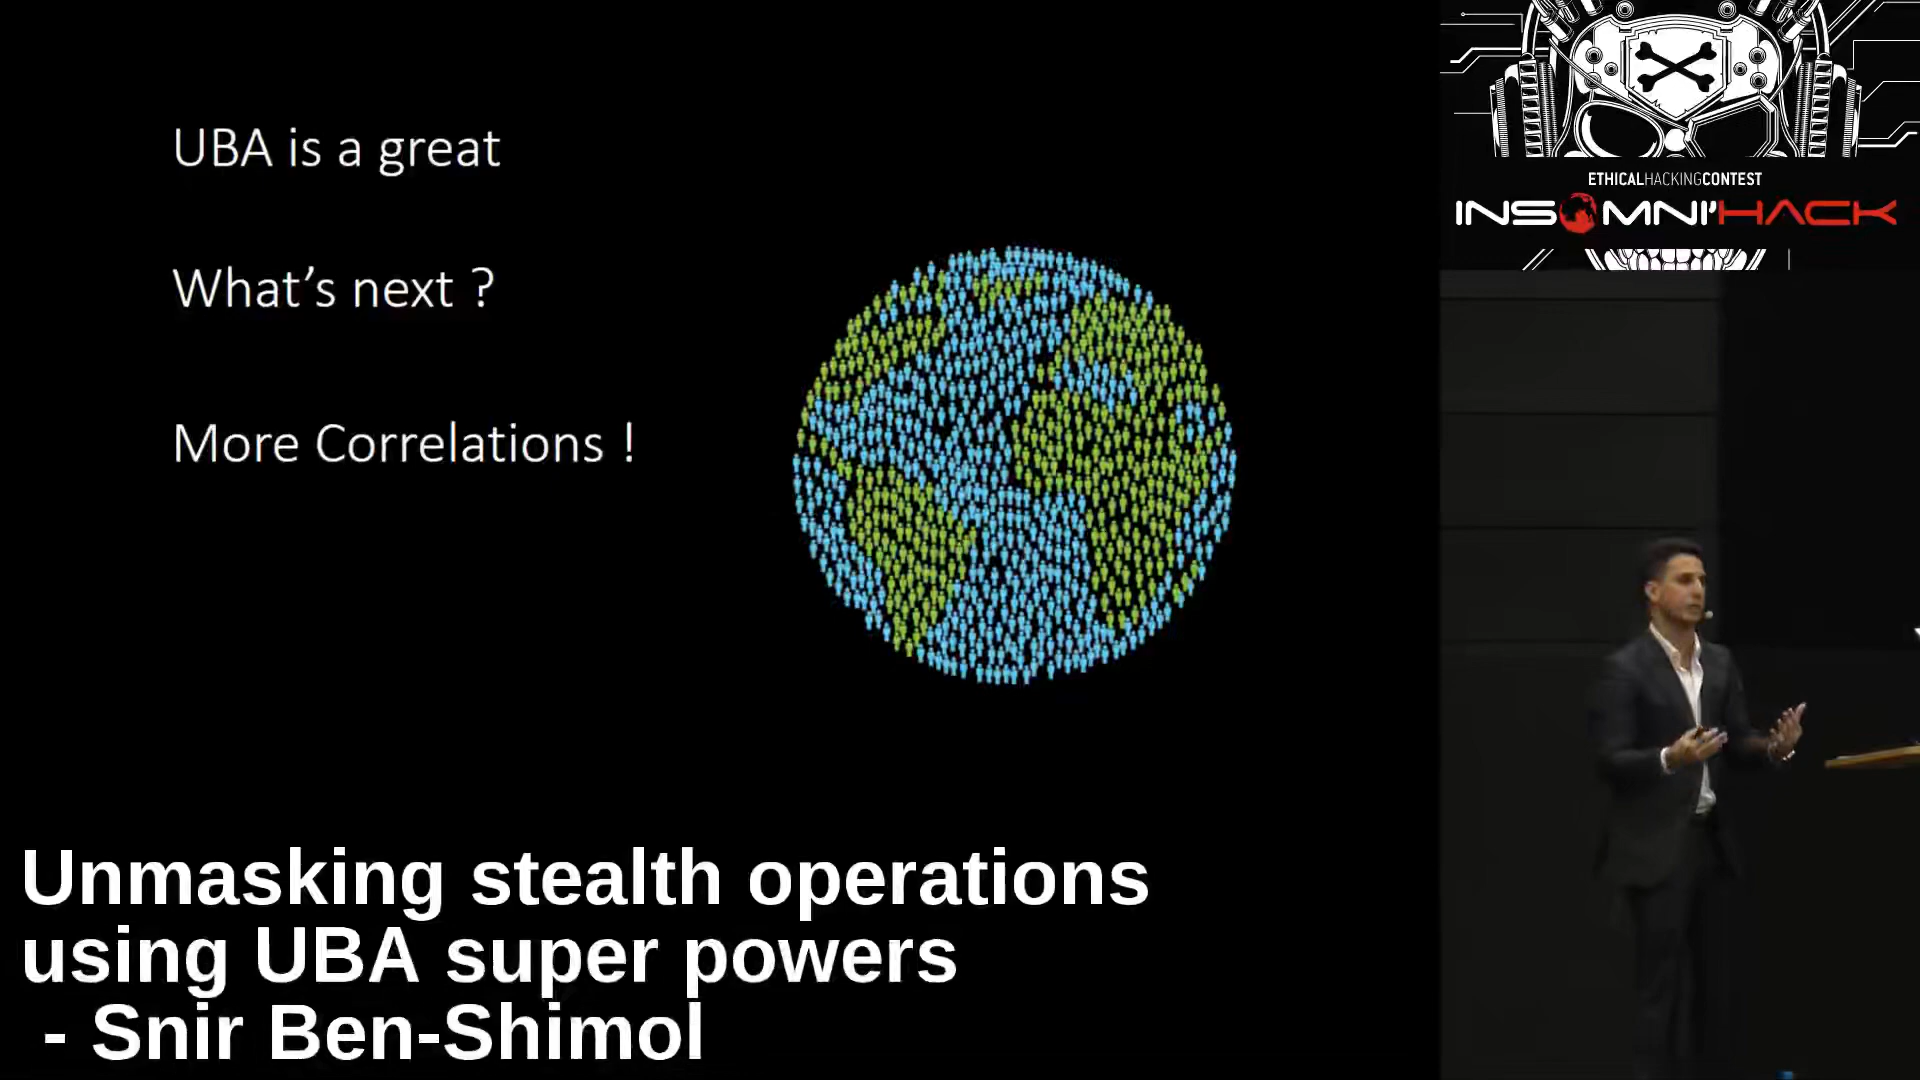 UBA is a great
What's next ?
More Correlations !
ETHICALHACKINGCONTEST
INSOMNI'HACK
Unmasking stealth operations
using UBA super powers
- Snir Ben-Shimol